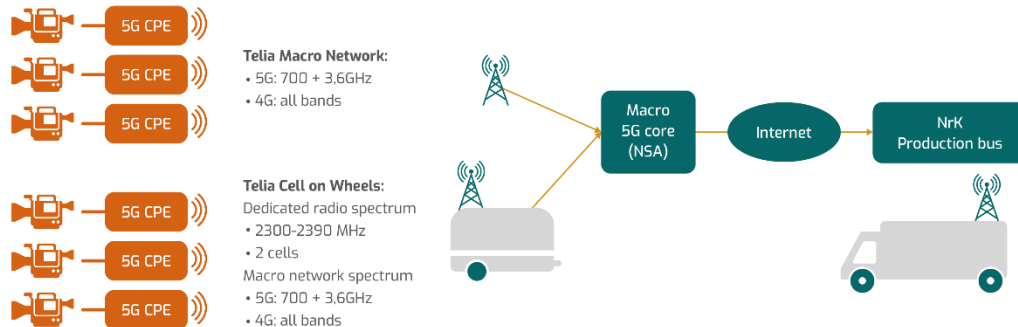 5G CPE
5G CPE
5G CPE
Telia Macro Network:
• 5G: 700 + 3.6GHz
• 4G: all bands
Macro
5G core
(NSA)
Internet
NrK
Production bus
5G CPE
5G CPE
5G CPE
Telia Cell on Wheels:
Dedicated radio spectrum
• 2300-2390 MHz
• 2 cells
Macro network spectrum
• 5G: 700 + 3.6GHz
• 4G: all bands